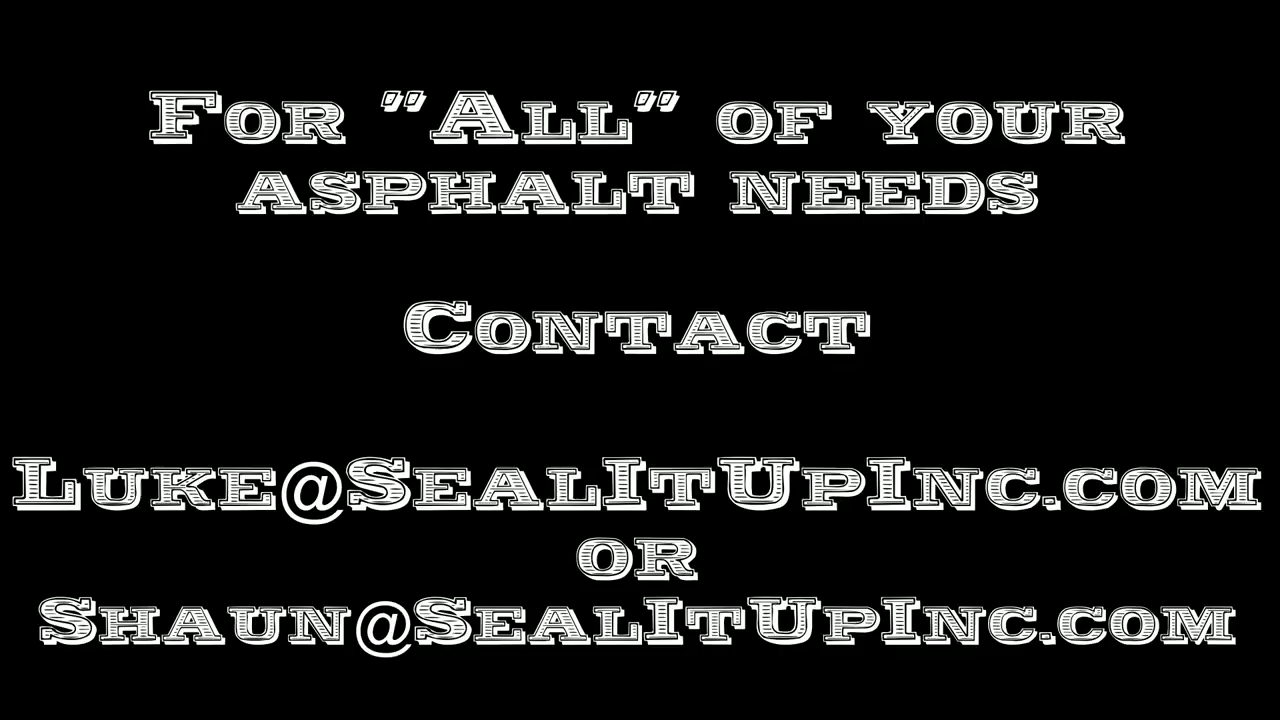 For "All" of your
asphalt needs
Contact
Luke@SealItUpInc.com
or
Shaun@SealItUpInc.com